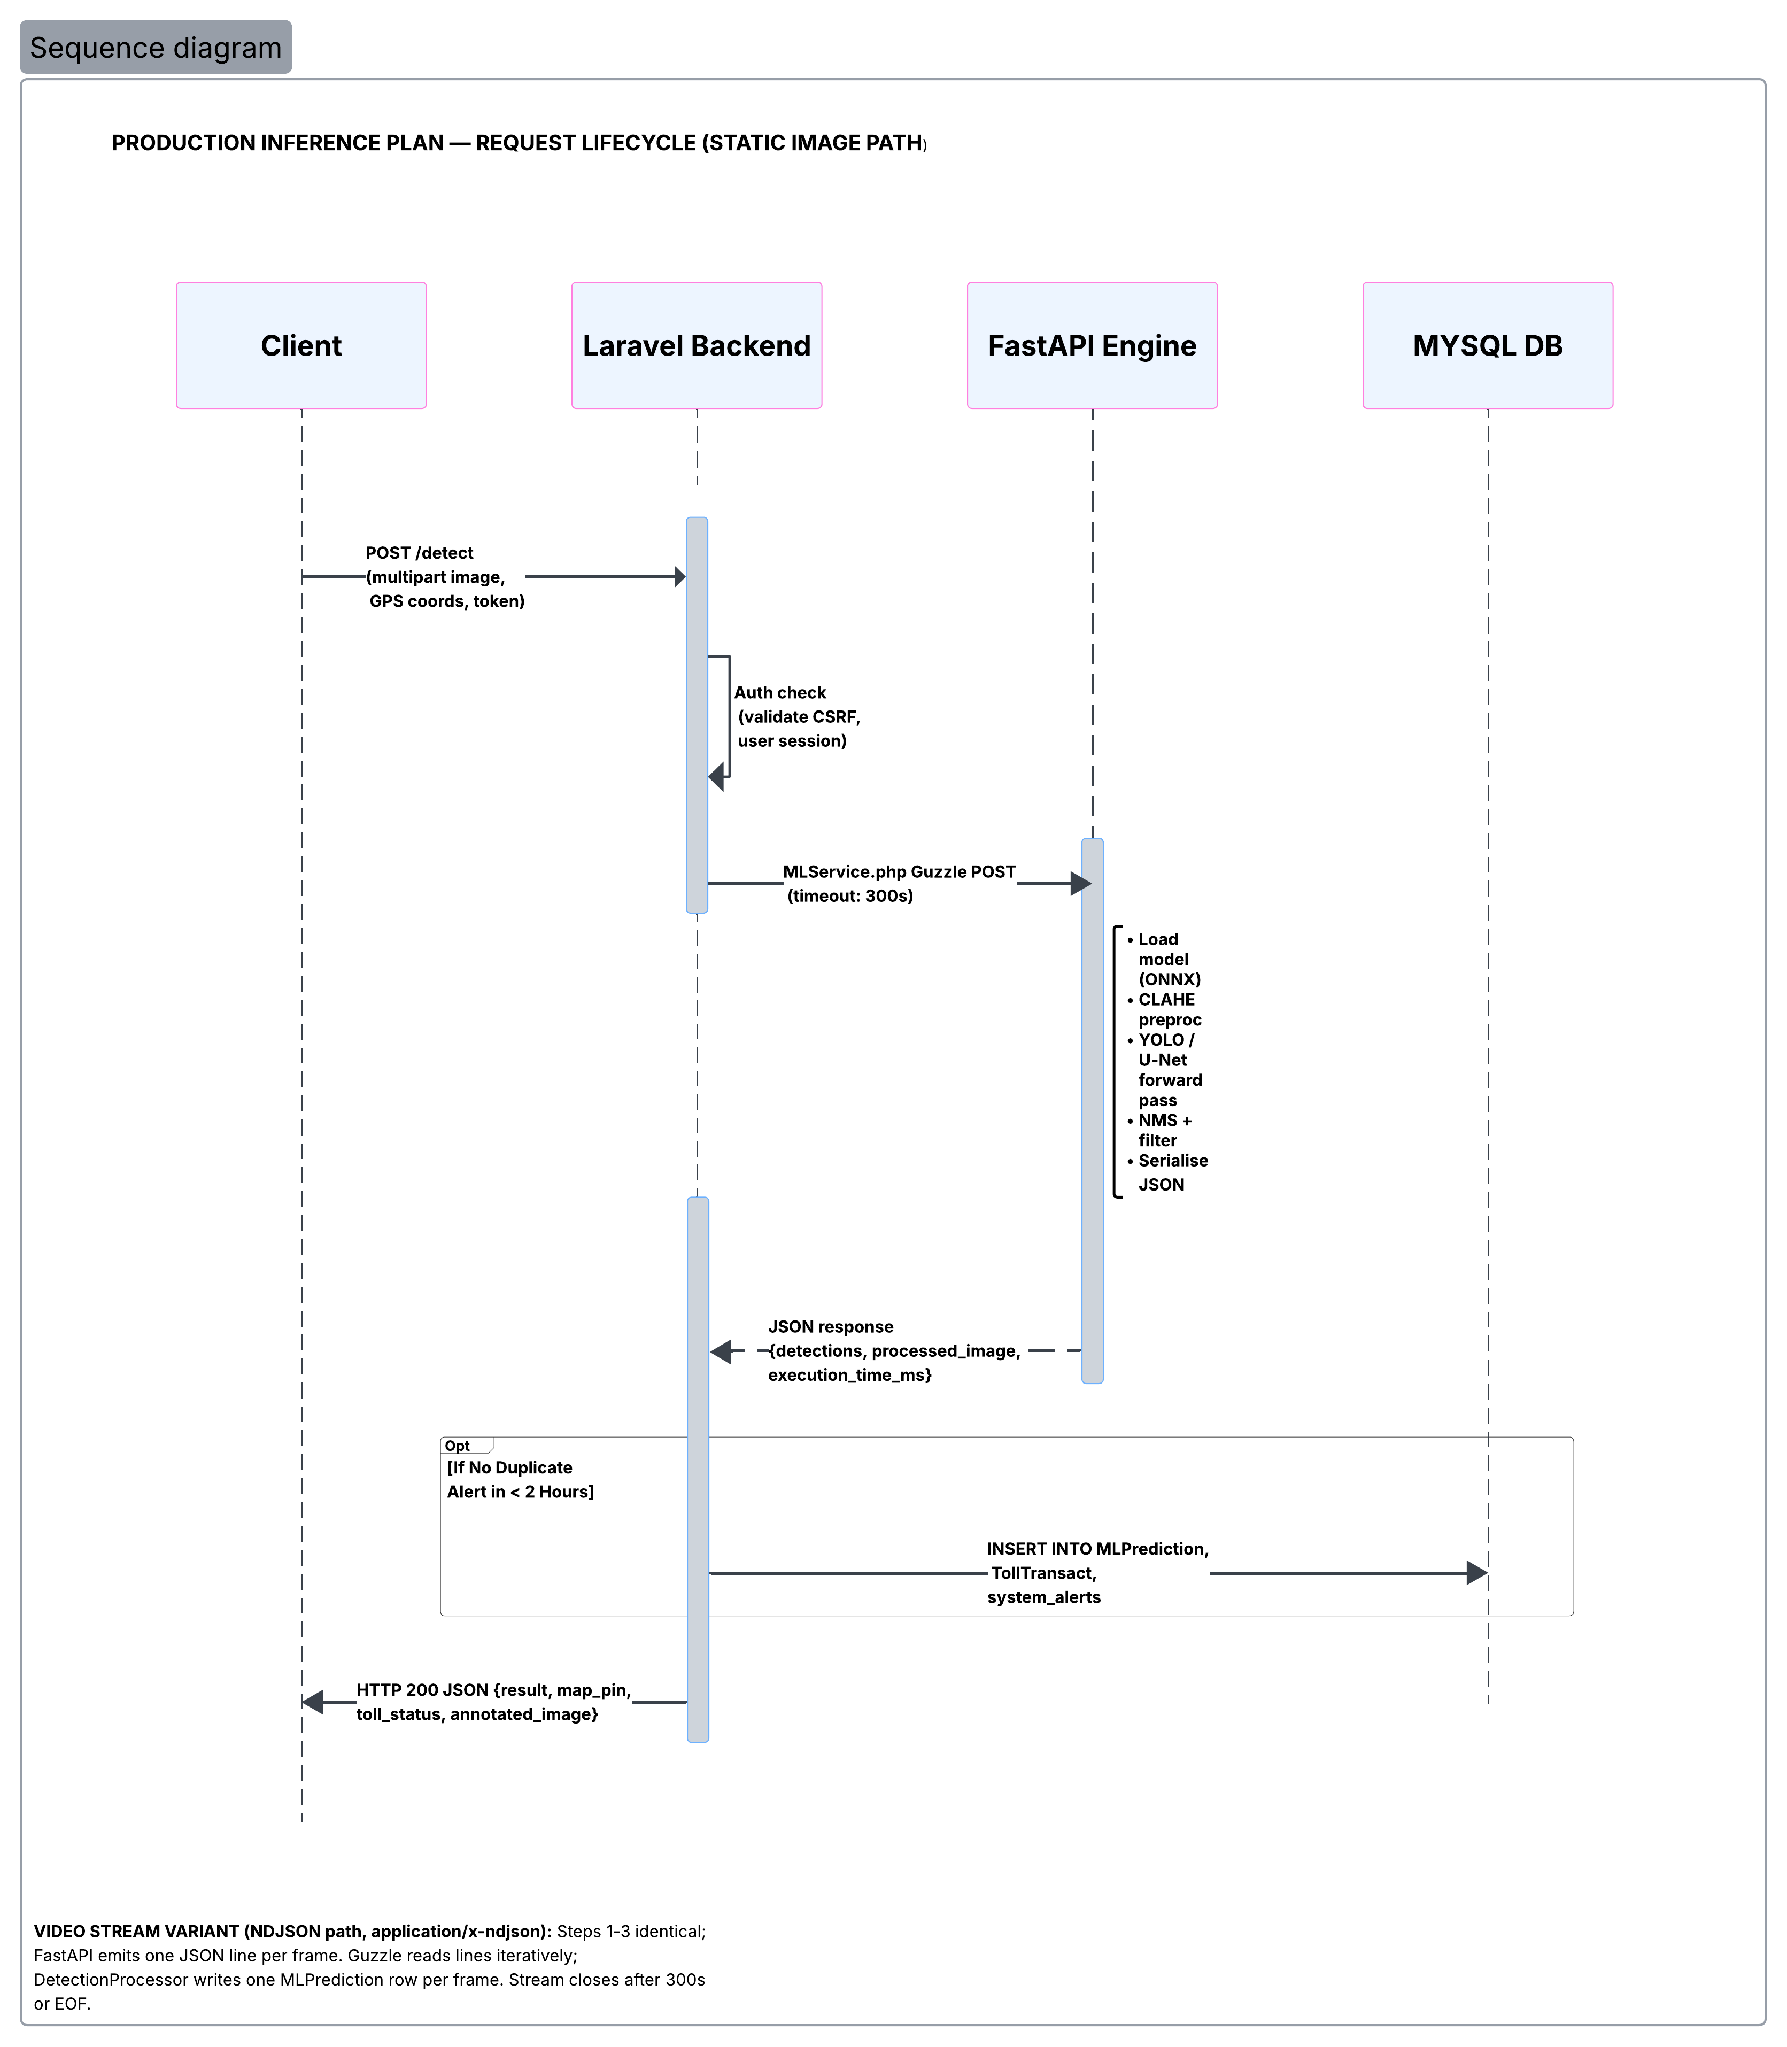 Sequence diagram
PRODUCTION INFERENCE PLAN — REQUEST LIFECYCLE (STATIC IMAGE PATH)
Client
Laravel Backend
FastAPI Engine
MYSQL DB
POST /detect
(multipart image,
GPS coords, token)
Auth check
(validate CSRF,
user session)
MLService.php Guzzle POST
(timeout: 300s)
• Load
model
(ONNX)
• CLAHE
preproc
• YOLO /
U-Net
forward
pass
• NMS +
filter
• Serialise
JSON
JSON response
{detections, processed_image,
execution_time_ms}
Opt
[If No Duplicate
Alert in < 2 Hours]
INSERT INTO MLPrediction,
TollTransact,
system_alerts
HTTP 200 JSON {result, map_pin,
toll_status, annotated_image}
VIDEO STREAM VARIANT (NDJSON path, application/x-ndjson): Steps 1-3 identical;
FastAPI emits one JSON line per frame. Guzzle reads lines iteratively;
DetectionProcessor writes one MLPrediction row per frame. Stream closes after 300s
or EOF.